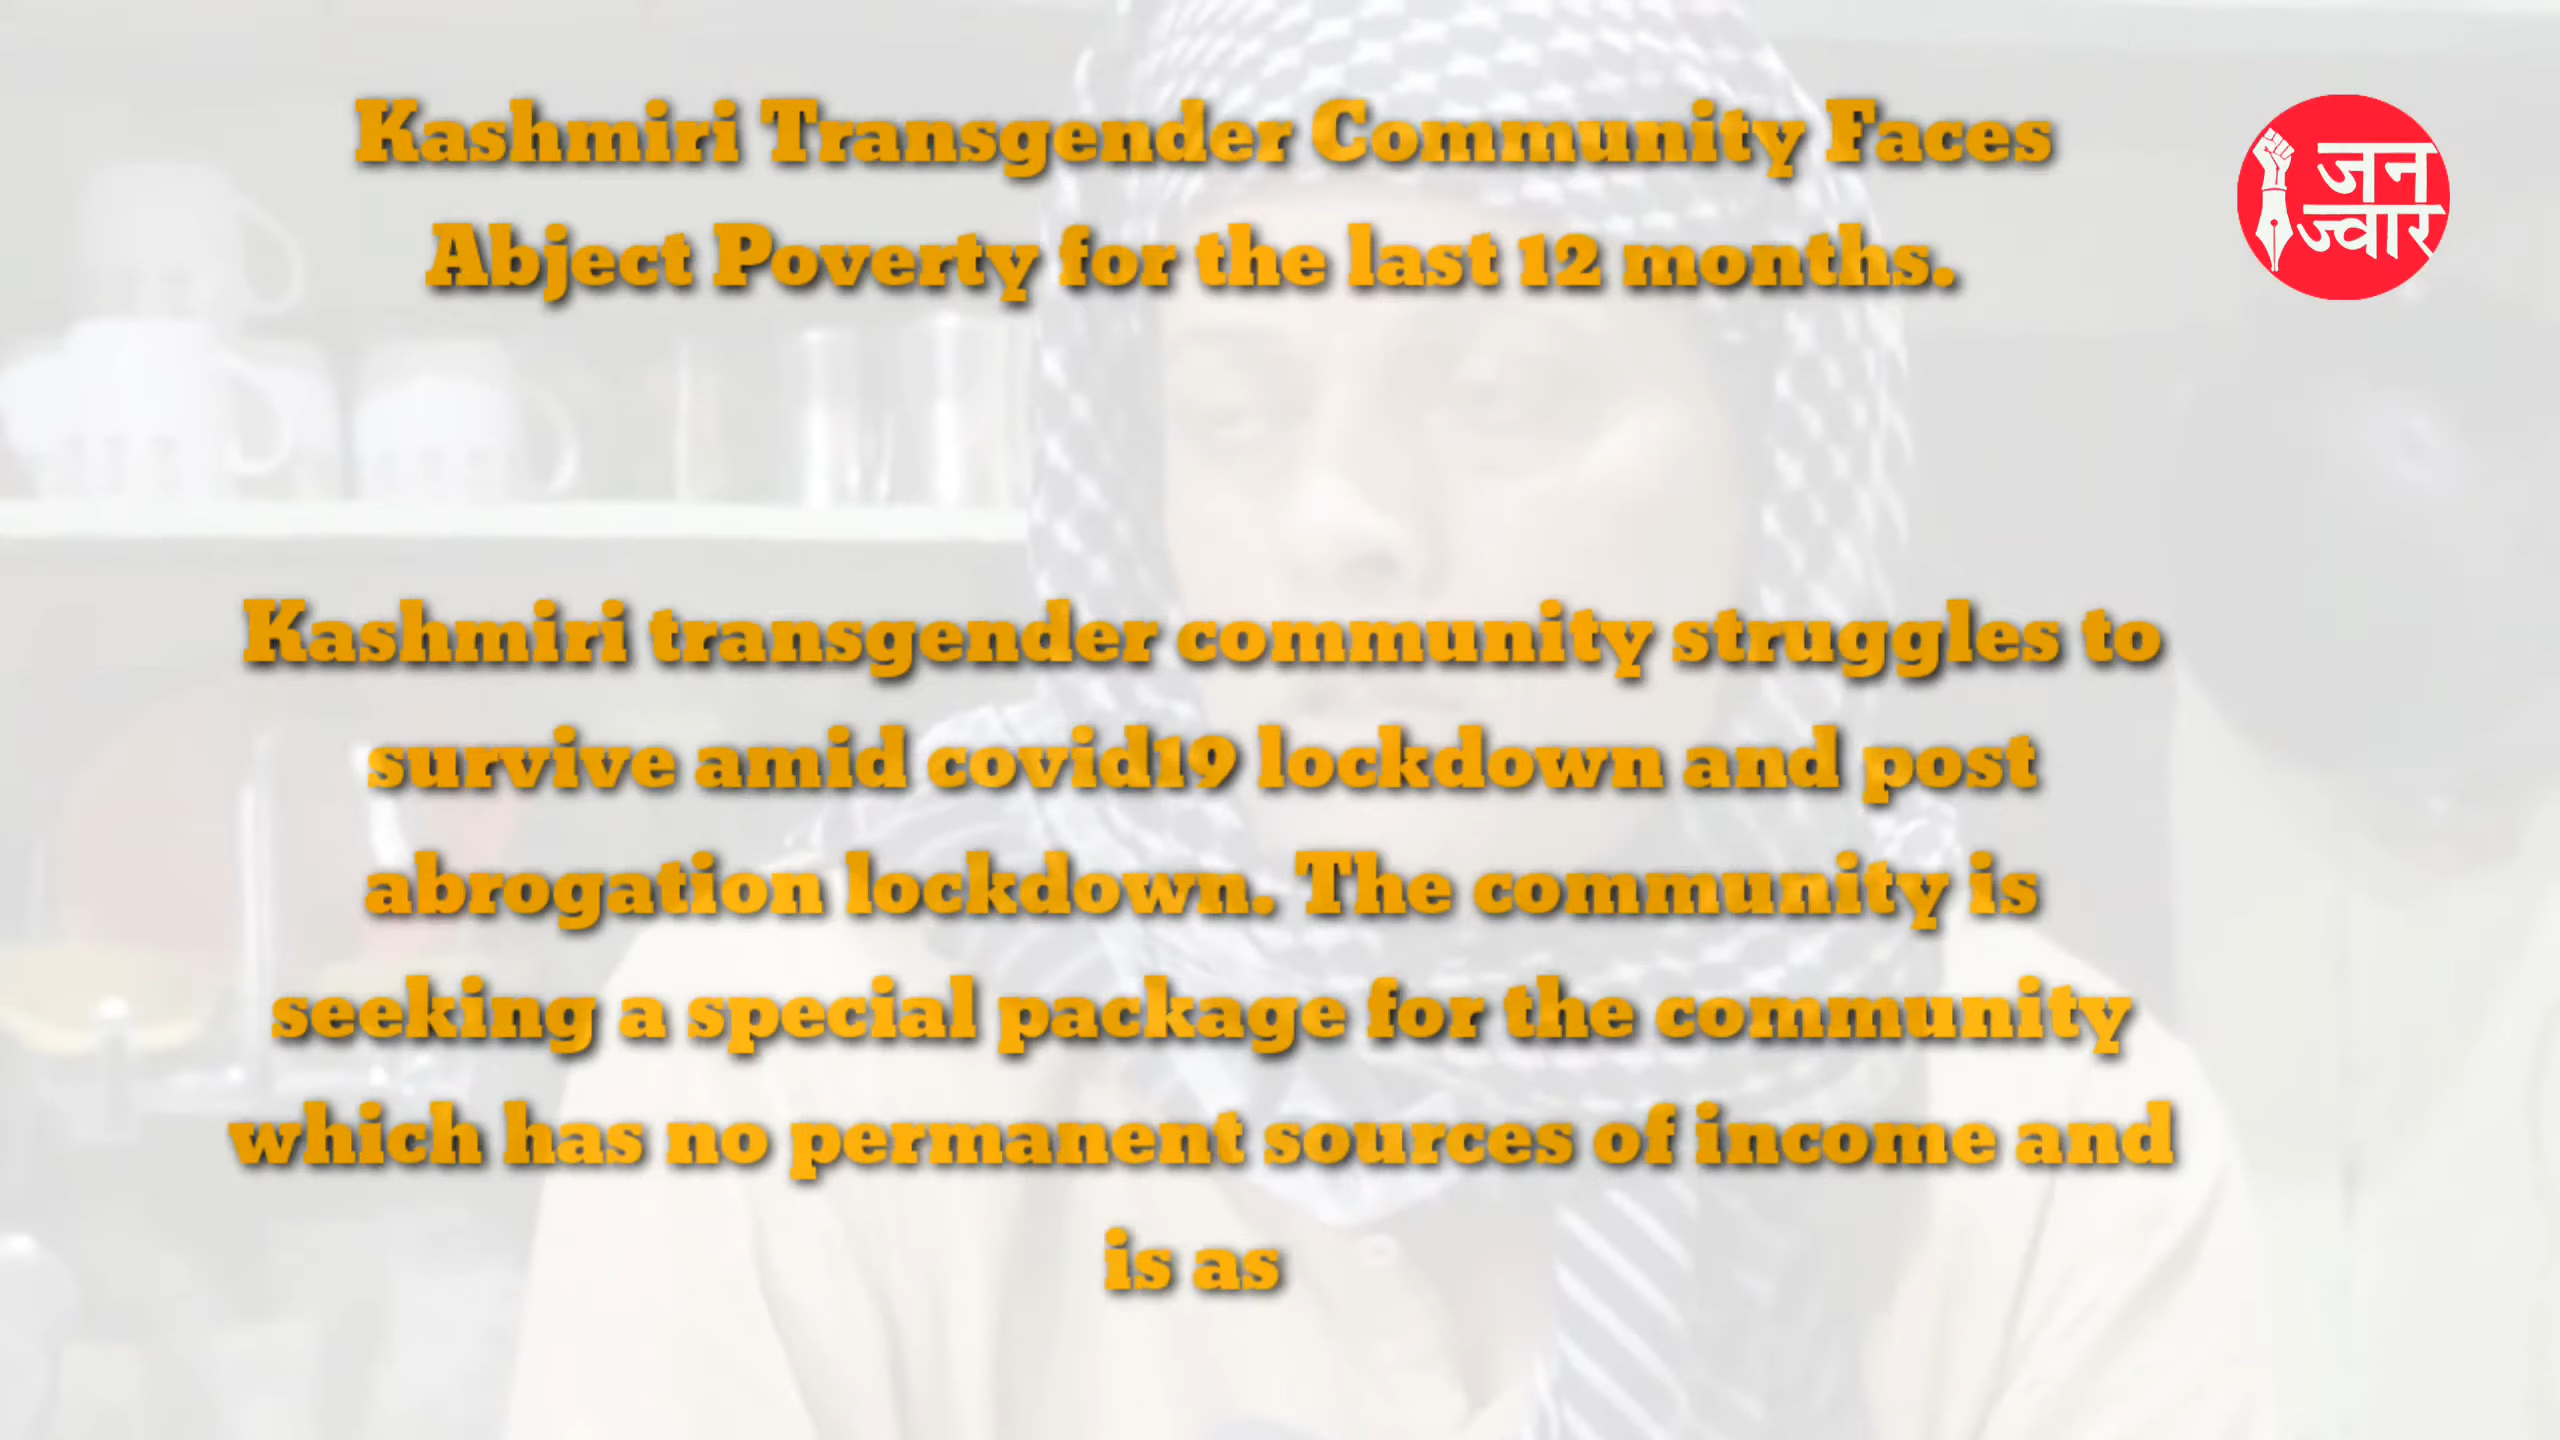 Kashmiri Transgender Community Faces
Abject Poverty for the last 12 months.
जन
ज्वार
Kashmiri transgender community struggles to
survive amid covid19 lockdown and post
abrogation lockdown. The community is
seeking a special package for the community
which has no permanent sources of income and
is as